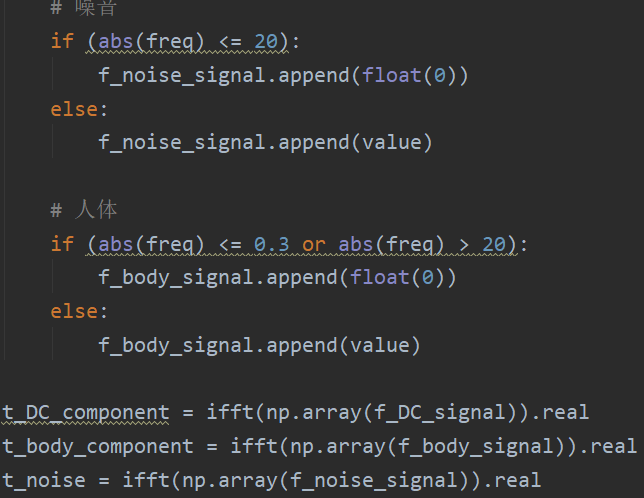 # 噪音
if (abs(freq) <= 20):
f_noise_signal.append(float(0))
else:
f_noise_signal.append(value)
# 人体
if (abs(freq) <= 0.3 or abs(freq) > 20):
f_body_signal.append(float(0))
else:
f_body_signal.append(value)
t_DC_component = ifft(np.array(f_DC_signal)).real
t_body_component = ifft(np.array(f_body_signal)).real
t_noise = ifft(np.array(f_noise_signal)).real